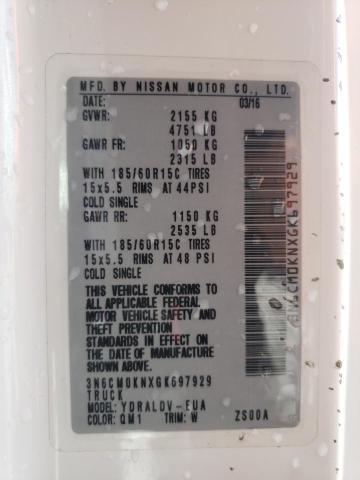 MFD. BY NISSAN MOTOR CO., LTD.
DATE: 03/16
GVWR: 2155 KG
4751 LB
GAWR FR: 1050 KG
2315 LB
WITH 185/60R15C TIRES
15x5.5 RIMS AT 44PSI
COLD SINGLE
GAWR RR: 1150 KG
2535 LB
WITH 185/60R15C TIRES
15x5.5 RIMS AT 48 PSI
COLD SINGLE
THIS VEHICLE CONFORMS TO
ALL APPLICABLE FEDERAL
MOTOR VEHICLE SAFETY AND
THEFT PREVENTION
STANDARDS IN EFFECT ON
THE DATE OF MANUFACTURE
SHOWN ABOVE
3N6CM0KNXGK697929
TRUCK
MODEL: YDRALDV-EUA
COLOR: QM1 TRIM: W ZS00A
3N6CM0KNXGK697929